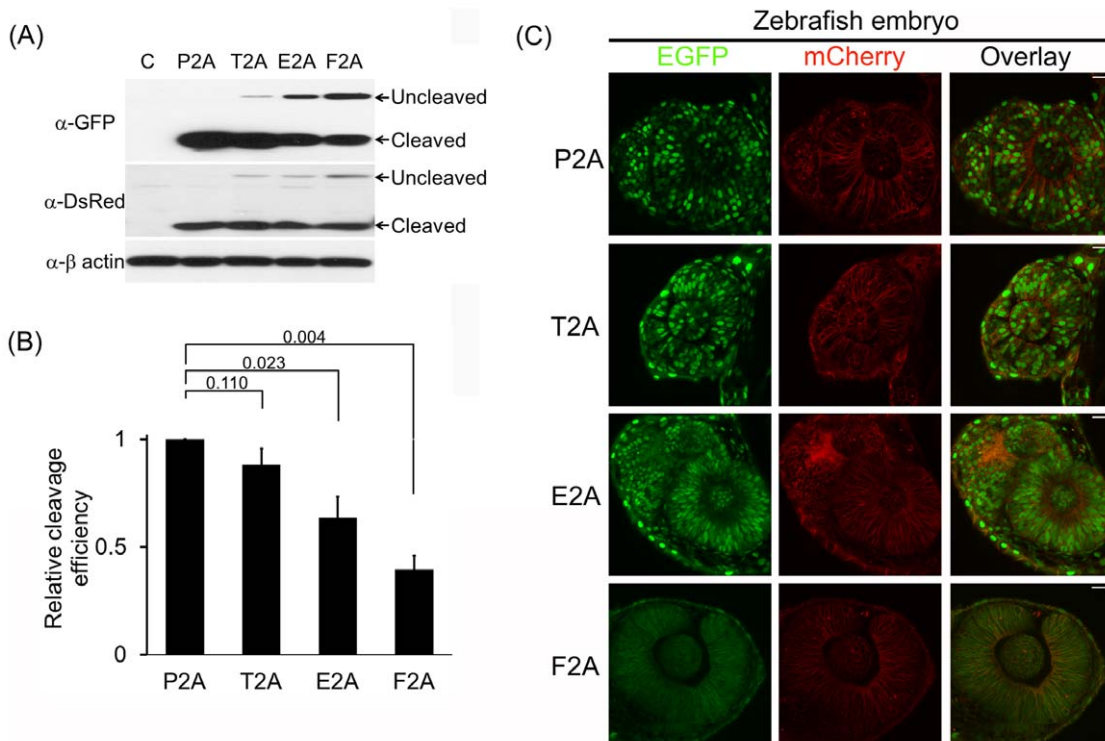 (A)
C P2A T2A E2A F2A
α-GFP
Uncleaved
Cleaved
α-DsRed
Uncleaved
Cleaved
α-β actin
(B)
0.004
0.023
0.110
Relative cleavage
efficiency
1
0.5
0
P2A T2A E2A F2A
(C)
Zebrafish embryo
EGFP mCherry Overlay
P2A
T2A
E2A
F2A